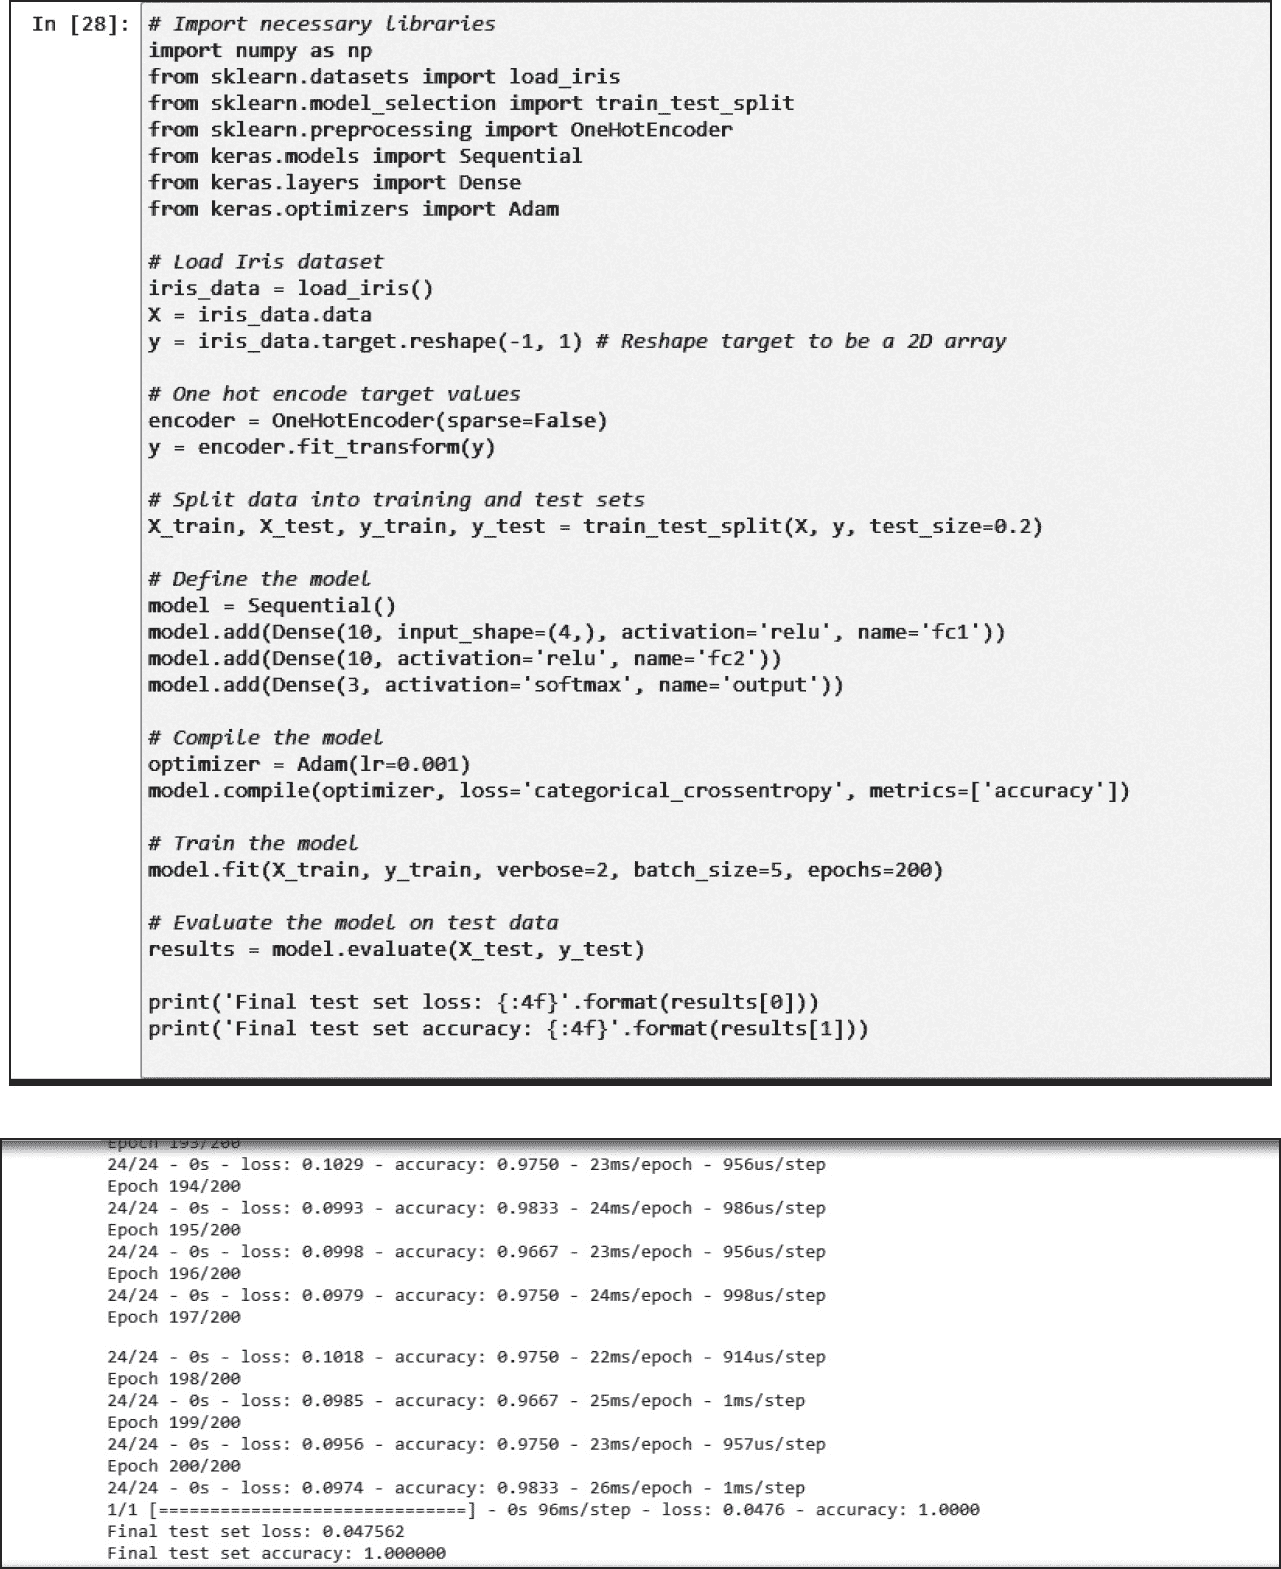 In [28]: # Import necessary libraries
import numpy as np
from sklearn.datasets import load_iris
from sklearn.model_selection import train_test_split
from sklearn.preprocessing import OneHotEncoder
from keras.models import Sequential
from keras.layers import Dense
from keras.optimizers import Adam
# Load Iris dataset
iris_data = load_iris()
X = iris_data.data
y = iris_data.target.reshape(-1, 1) # Reshape target to be a 2D array
# One hot encode target values
encoder = OneHotEncoder(sparse=False)
y = encoder.fit_transform(y)
# Split data into training and test sets
X_train, X_test, y_train, y_test = train_test_split(X, y, test_size=0.2)
# Define the model
model = Sequential()
model.add(Dense(10, input_shape=(4,), activation='relu', name='fc1'))
model.add(Dense(10, activation='relu', name='fc2'))
model.add(Dense(3, activation='softmax', name='output'))
# Compile the model
optimizer = Adam(lr=0.001)
model.compile(optimizer, loss='categorical_crossentropy', metrics=['accuracy'])
# Train the model
model.fit(X_train, y_train, verbose=2, batch_size=5, epochs=200)
# Evaluate the model on test data
results = model.evaluate(X_test, y_test)
print('Final test set loss: {:4f}'.format(results[0]))
print('Final test set accuracy: {:4f}'.format(results[1]))
Epoch 193/200
24/24 - 0s - loss: 0.1029 - accuracy: 0.9750 - 23ms/epoch - 956us/step
Epoch 194/200
24/24 - 0s - loss: 0.0993 - accuracy: 0.9833 - 24ms/epoch - 986us/step
Epoch 195/200
24/24 - 0s - loss: 0.0998 - accuracy: 0.9667 - 23ms/epoch - 956us/step
Epoch 196/200
24/24 - 0s - loss: 0.0979 - accuracy: 0.9750 - 24ms/epoch - 998us/step
Epoch 197/200
24/24 - 0s - loss: 0.1018 - accuracy: 0.9750 - 22ms/epoch - 914us/step
Epoch 198/200
24/24 - 0s - loss: 0.0985 - accuracy: 0.9667 - 25ms/epoch - 1ms/step
Epoch 199/200
24/24 - 0s - loss: 0.0956 - accuracy: 0.9750 - 23ms/epoch - 957us/step
Epoch 200/200
24/24 - 0s - loss: 0.0974 - accuracy: 0.9833 - 26ms/epoch - 1ms/step
1/1 [==============================] - 0s 96ms/step - loss: 0.0476 - accuracy: 1.0000
Final test set loss: 0.047562
Final test set accuracy: 1.000000